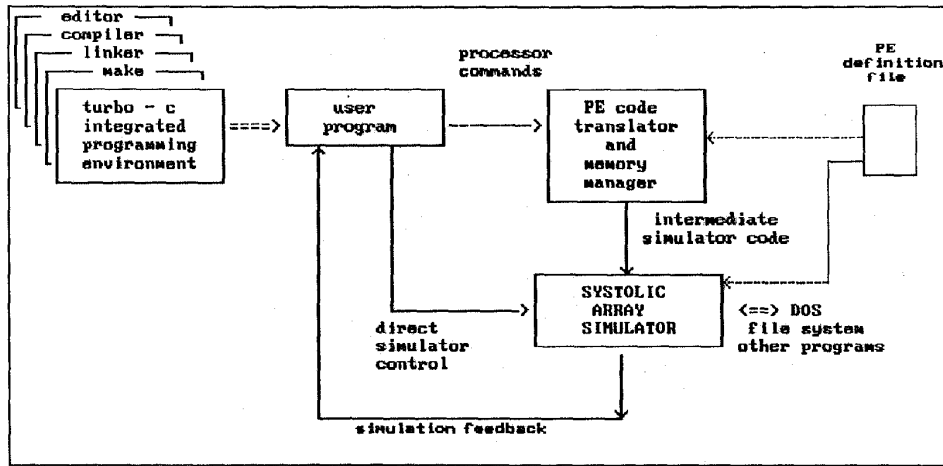 editor
compiler
linker
make
turbo - c
integrated
programming
environment
====>
user
program
processor
commands
PE code
translator
and
memory
manager
PE
definition
file
intermediate
simulator code
SYSTOLIC
ARRAY
SIMULATOR
<==> DOS
file system
other programs
direct
simulator
control
simulation feedback